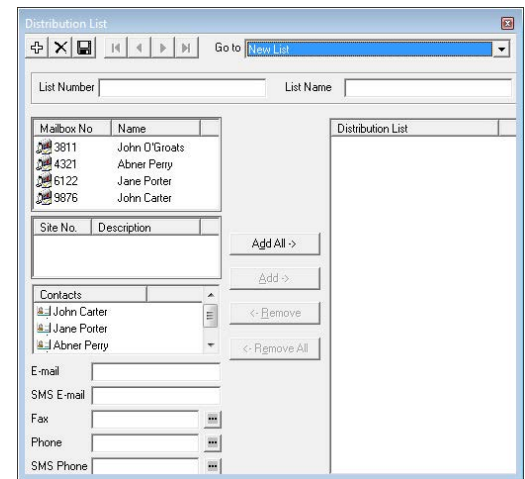 Distribution List
Go to New List
List Number List Name
Mailbox No Name
3811 John O'Groats
4321 Abner Perry
6122 Jane Porter
9876 John Carter
Site No. Description
Contacts
John Carter
Jane Porter
Abner Perry
E-mail
SMS E-mail
Fax
Phone
SMS Phone
Add All ->
Add ->
<- Remove
<- Remove All
Distribution List